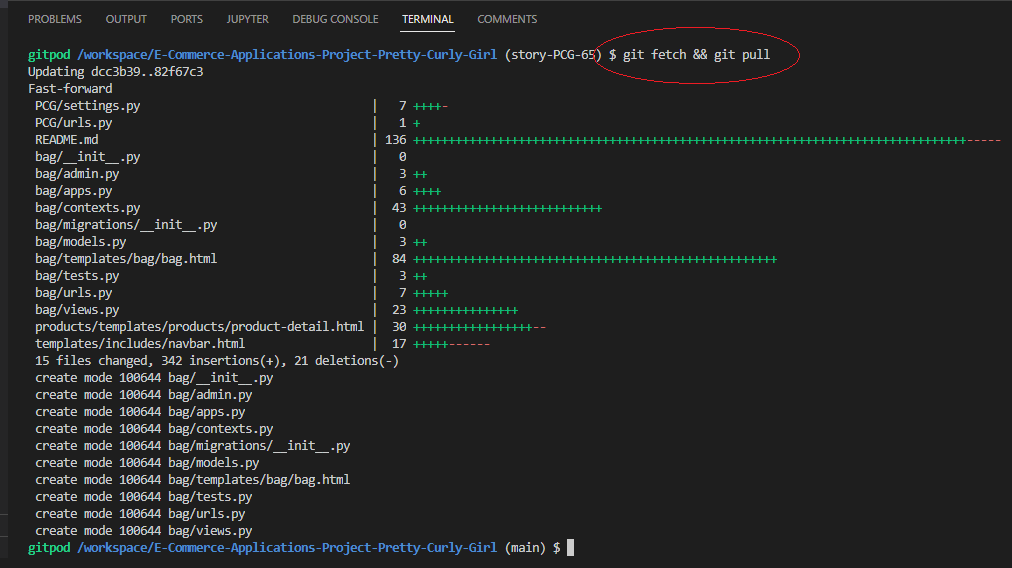 PROBLEMS OUTPUT PORTS JUPYTER DEBUG CONSOLE TERMINAL COMMENTS
gitpod /workspace/E-Commerce-Applications-Project-Pretty-Curly-Girl (story-PCG-65) $ git fetch && git pull
Updating dcc3b39..82f67c3
Fast-forward
PCG/settings.py | 7 ++++-
PCG/urls.py | 1 +
README.md | 136 +++++++++++++++++++++++++++++++++++++++++++++++++++++++++++++++++++++++++++++++-----
bag/__init__.py | 0
bag/admin.py | 3 ++
bag/apps.py | 6 ++++
bag/contexts.py | 43 +++++++++++++++++++++++++++
bag/migrations/__init__.py | 0
bag/models.py | 3 ++
bag/templates/bag/bag.html | 84 ++++++++++++++++++++++++++++++++++++++++++++++++++++
bag/tests.py | 3 ++
bag/urls.py | 7 +++++
bag/views.py | 23 +++++++++++++++
products/templates/products/product-detail.html | 30 +++++++++++++++++--
templates/includes/navbar.html | 17 +++++------
15 files changed, 342 insertions(+), 21 deletions(-)
create mode 100644 bag/__init__.py
create mode 100644 bag/admin.py
create mode 100644 bag/apps.py
create mode 100644 bag/contexts.py
create mode 100644 bag/migrations/__init__.py
create mode 100644 bag/models.py
create mode 100644 bag/templates/bag/bag.html
create mode 100644 bag/tests.py
create mode 100644 bag/urls.py
create mode 100644 bag/views.py
gitpod /workspace/E-Commerce-Applications-Project-Pretty-Curly-Girl (main) $